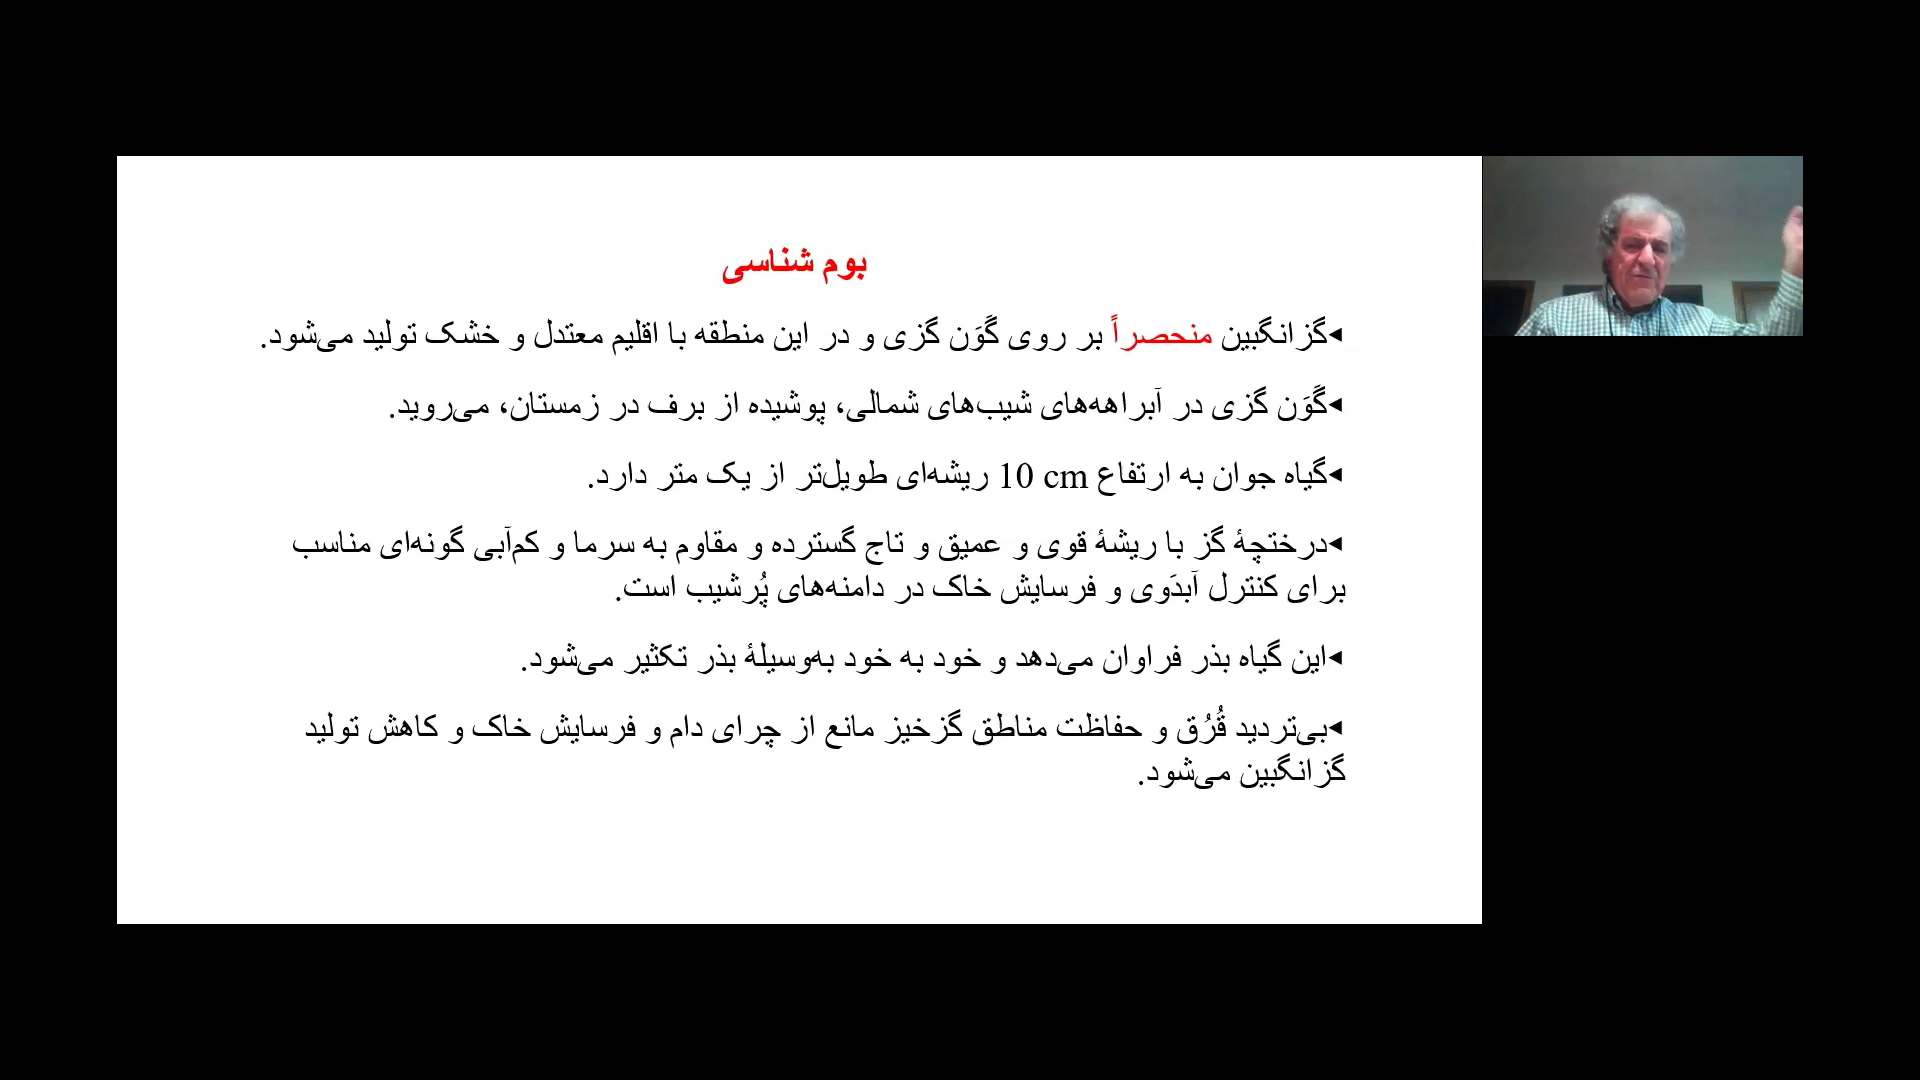 بوم شناسی
◂گزانگبین منحصراً بر روی گَوَن گزی و در این منطقه با اقلیم معتدل و خشک تولید می‌شود.
◂گَوَن گزی در آبراهه‌های شیب‌های شمالی، پوشیده از برف در زمستان، می‌روید.
◂گیاه جوان به ارتفاع 10 cm ریشه‌ای طویل‌تر از یک متر دارد.
◂درختچهٔ گز با ریشهٔ قوی و عمیق و تاج گسترده و مقاوم به سرما و کم‌آبی گونه‌ای مناسب
برای کنترل آبدَوی و فرسایش خاک در دامنه‌های پُرشیب است.
◂این گیاه بذر فراوان می‌دهد و خود به خود به‌وسیلهٔ بذر تکثیر می‌شود.
◂بی‌تردید قُرُق و حفاظت مناطق گزخیز مانع از چرای دام و فرسایش خاک و کاهش تولید
گزانگبین می‌شود.